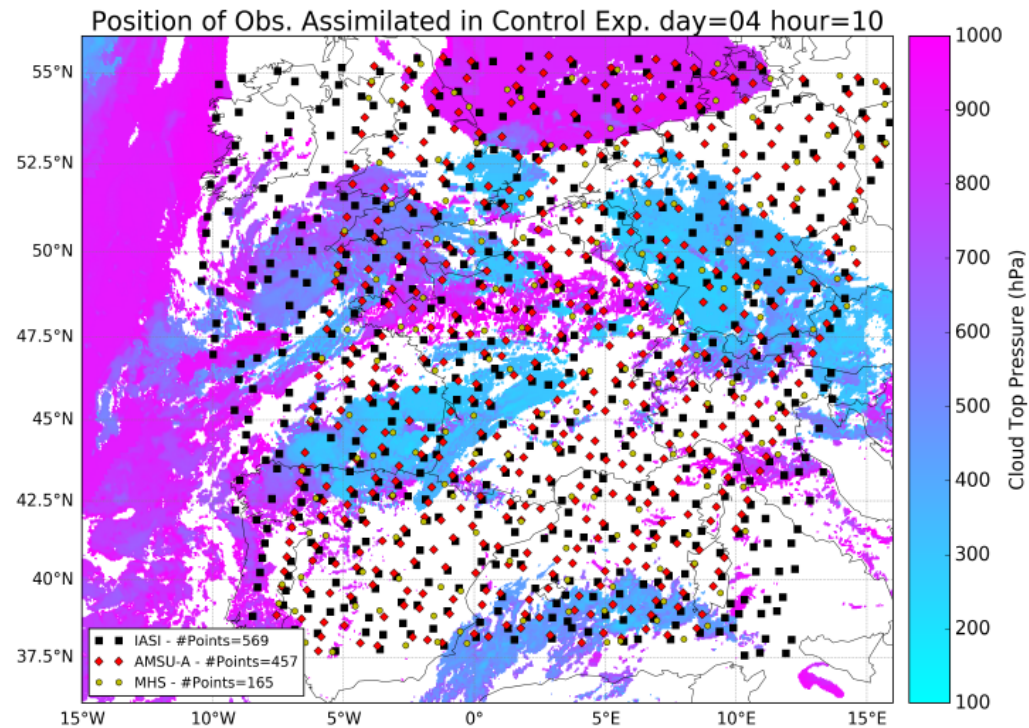 Position of Obs. Assimilated in Control Exp. day=04 hour=10
55°N
52.5°N
50°N
47.5°N
45°N
42.5°N
40°N
37.5°N
IASI - #Points=569
AMSU-A - #Points=457
MHS - #Points=165
15°W
10°W
5°W
0°
5°E
10°E
15°E
1000
900
800
700
600
500
400
300
200
100
Cloud Top Pressure (hPa)